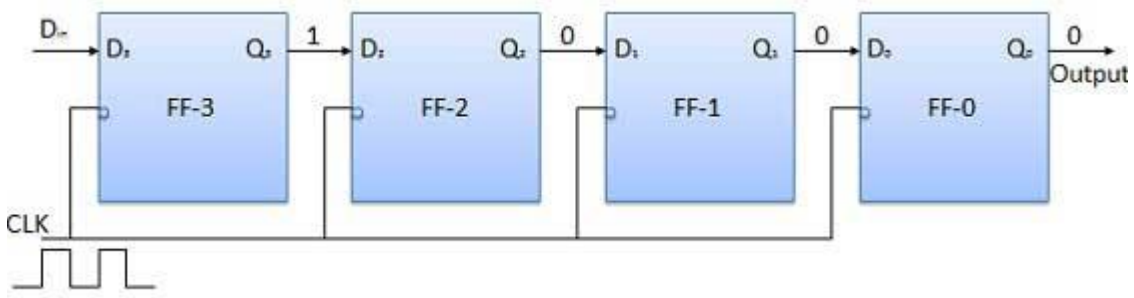 Dᵢₙ D₃ Q₃ 1 D₂ Q₂ 0 D₁ Q₁ 0 D₀ Q₀ 0
Output
FF-3 FF-2 FF-1 FF-0
CLK